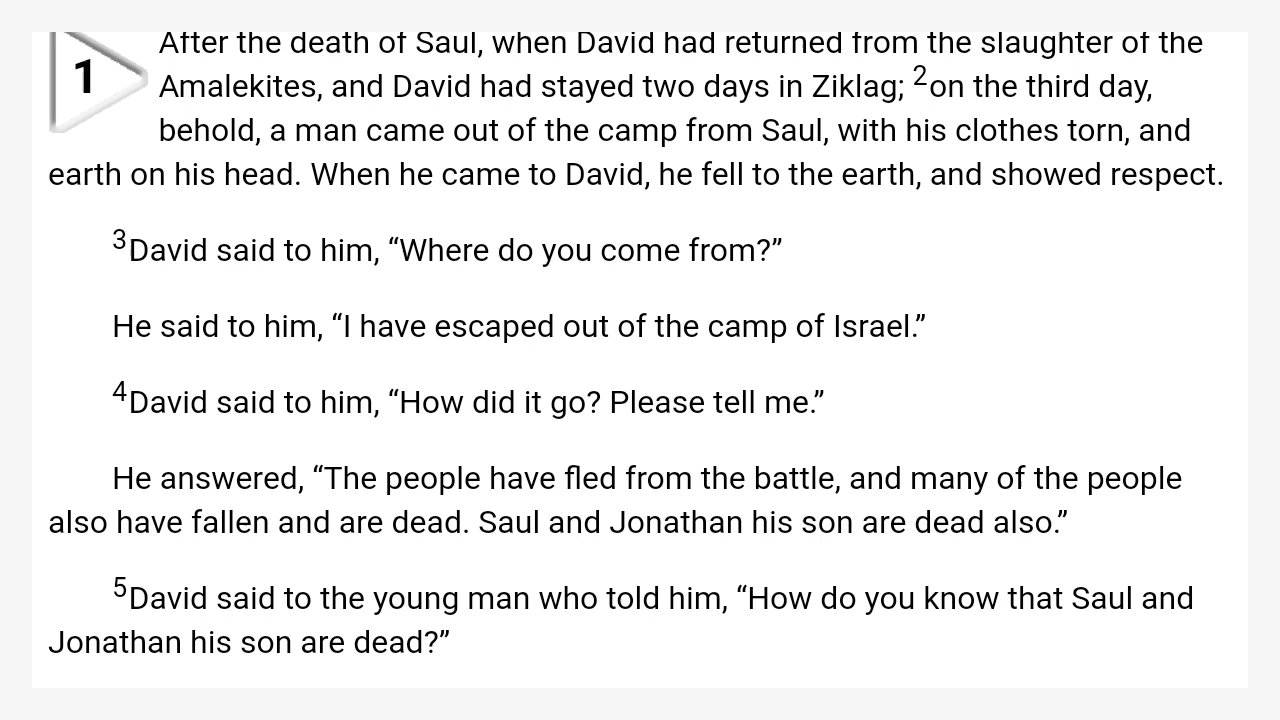 1
After the death of Saul, when David had returned from the slaughter of the
Amalekites, and David had stayed two days in Ziklag; 2on the third day,
behold, a man came out of the camp from Saul, with his clothes torn, and
earth on his head. When he came to David, he fell to the earth, and showed respect.
3David said to him, “Where do you come from?”
He said to him, “I have escaped out of the camp of Israel.”
4David said to him, “How did it go? Please tell me.”
He answered, “The people have fled from the battle, and many of the people
also have fallen and are dead. Saul and Jonathan his son are dead also.”
5David said to the young man who told him, “How do you know that Saul and
Jonathan his son are dead?”